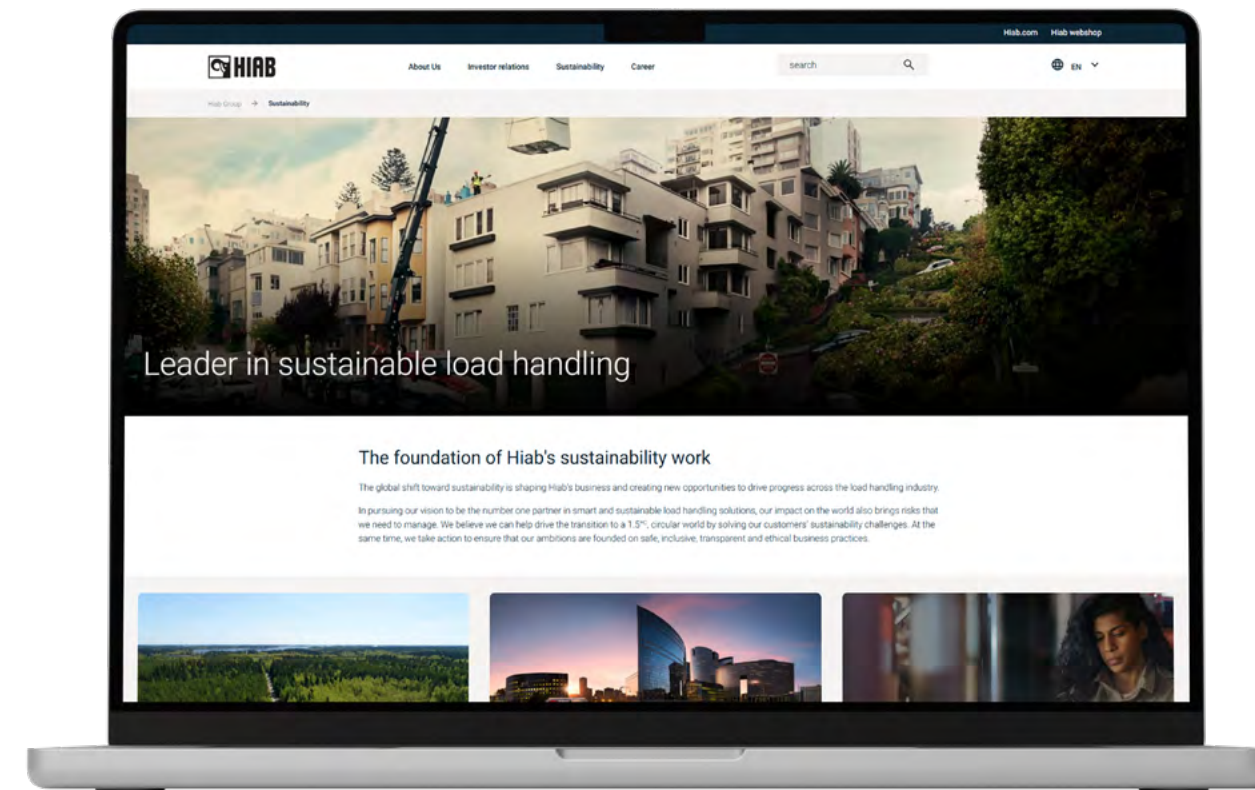 Hiab.com Hiab webshop
HIAB
About Us Investor relations Sustainability Career search EN
Hiab Group → Sustainability
Leader in sustainable load handling
The foundation of Hiab's sustainability work
The global shift toward sustainability is shaping Hiab's business and creating new opportunities to drive progress across the load handling industry.
In pursuing our vision to be the number one partner in smart and sustainable load handling solutions, our impact on the world also brings risks that
we need to manage. We believe we can help drive the transition to a 1.5°C, circular world by solving our customers' sustainability challenges. At the
same time, we take action to ensure that our ambitions are founded on safe, inclusive, transparent and ethical business practices.